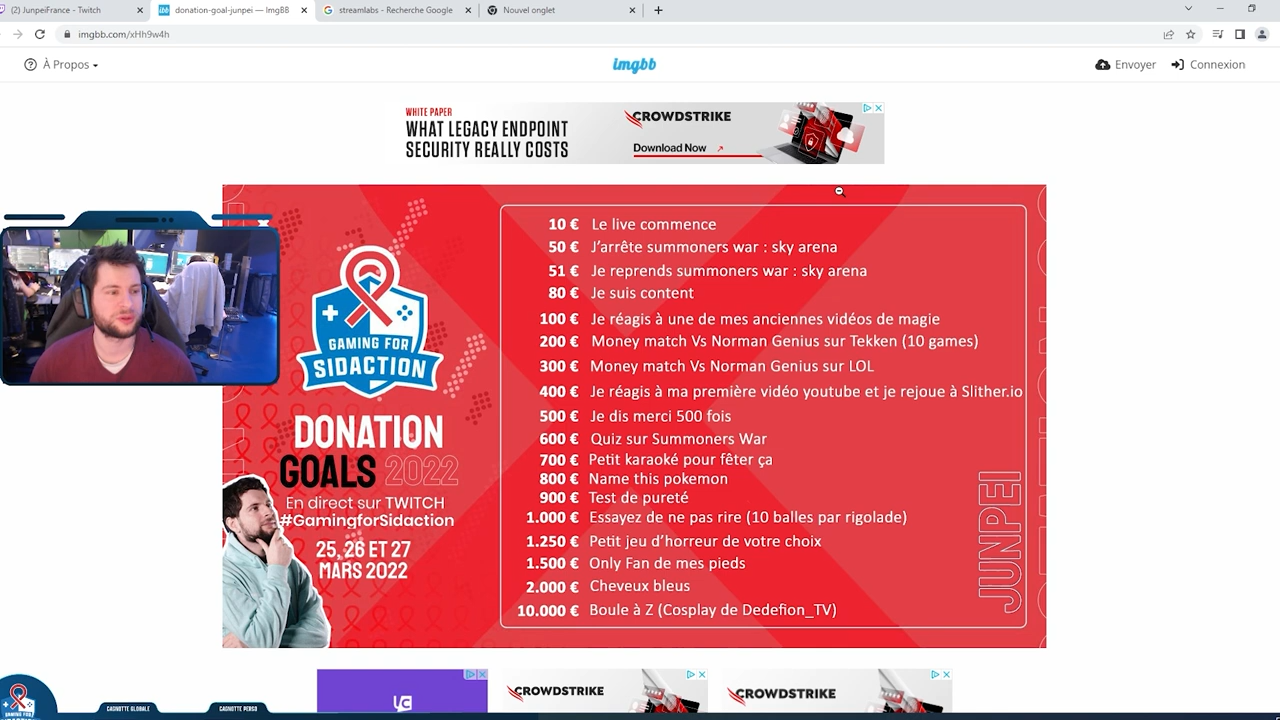 (2) JunpeiFrance - Twitch
donation-goal-junpei — ImgBB
streamlabs - Recherche Google
Nouvel onglet
imgbb.com/xHh9w4h
À Propos
imgbb
Envoyer
Connexion
WHITE PAPER
WHAT LEGACY ENDPOINT
SECURITY REALLY COSTS
CROWDSTRIKE
Download Now
GAMING FOR
SIDACTION
DONATION
GOALS 2022
En direct sur TWITCH
#GamingforSidaction
25, 26 ET 27
MARS 2022
10 € Le live commence
50 € J'arrête summoners war : sky arena
51 € Je reprends summoners war : sky arena
80 € Je suis content
100 € Je réagis à une de mes anciennes vidéos de magie
200 € Money match Vs Norman Genius sur Tekken (10 games)
300 € Money match Vs Norman Genius sur LOL
400 € Je réagis à ma première vidéo youtube et je rejoue à Slither.io
500 € Je dis merci 500 fois
600 € Quiz sur Summoners War
700 € Petit karaoké pour fêter ça
800 € Name this pokemon
900 € Test de pureté
1.000 € Essayez de ne pas rire (10 balles par rigolade)
1.250 € Petit jeu d'horreur de votre choix
1.500 € Only Fan de mes pieds
2.000 € Cheveux bleus
10.000 € Boule à Z (Cosplay de Dedefion_TV)
JUNPEI
CROWDSTRIKE
CROWDSTRIKE
GAMING FOR
CAGNOTTE GLOBALE
CAGNOTTE PERSO